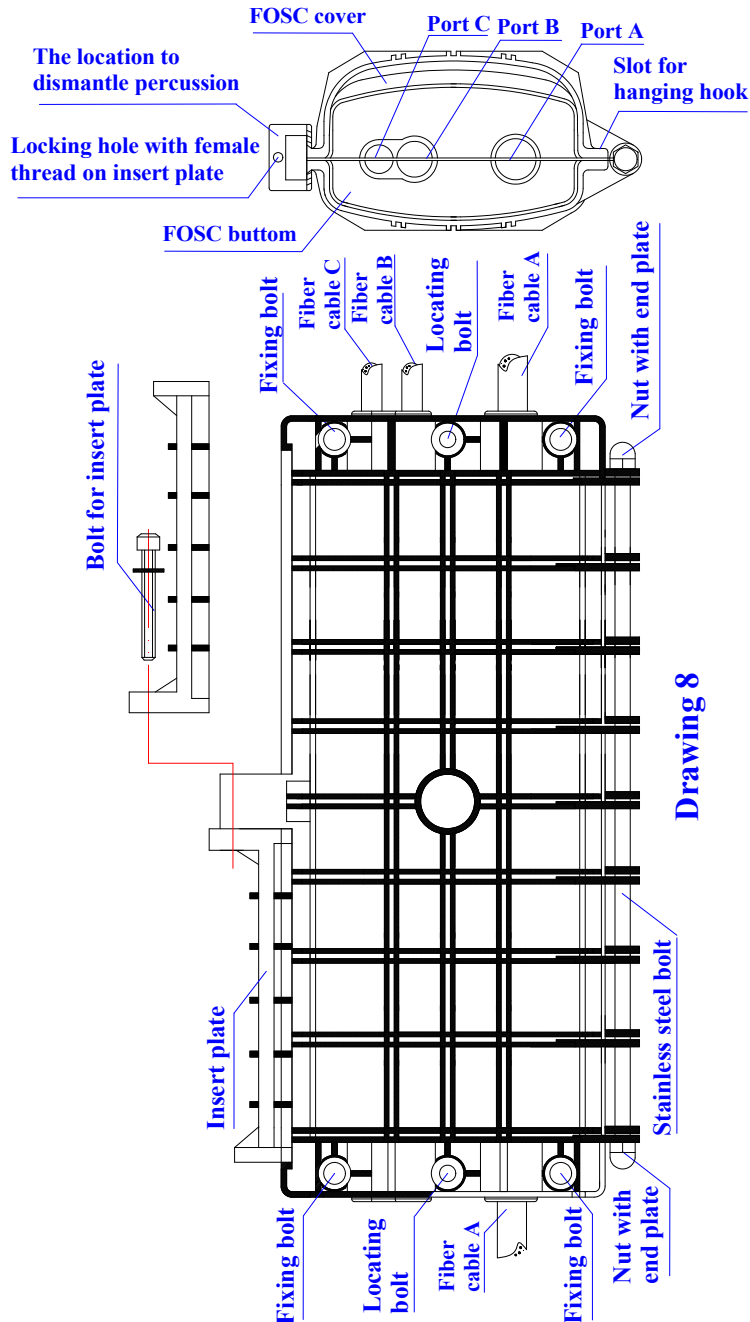 FOSC cover
Port C
Port B
Port A
The location to
dismantle percussion
Slot for
hanging hook
Locking hole with female
thread on insert plate
FOSC buttom
Fixing bolt
Fiber
cable C
Fiber
cable B
Locating
bolt
Fiber
cable A
Fixing bolt
Nut with end plate
Bolt for insert plate
Drawing 8
Insert plate
Stainless steel bolt
Fixing bolt
Locating
bolt
Fiber
cable A
Fixing bolt
Nut with
end plate